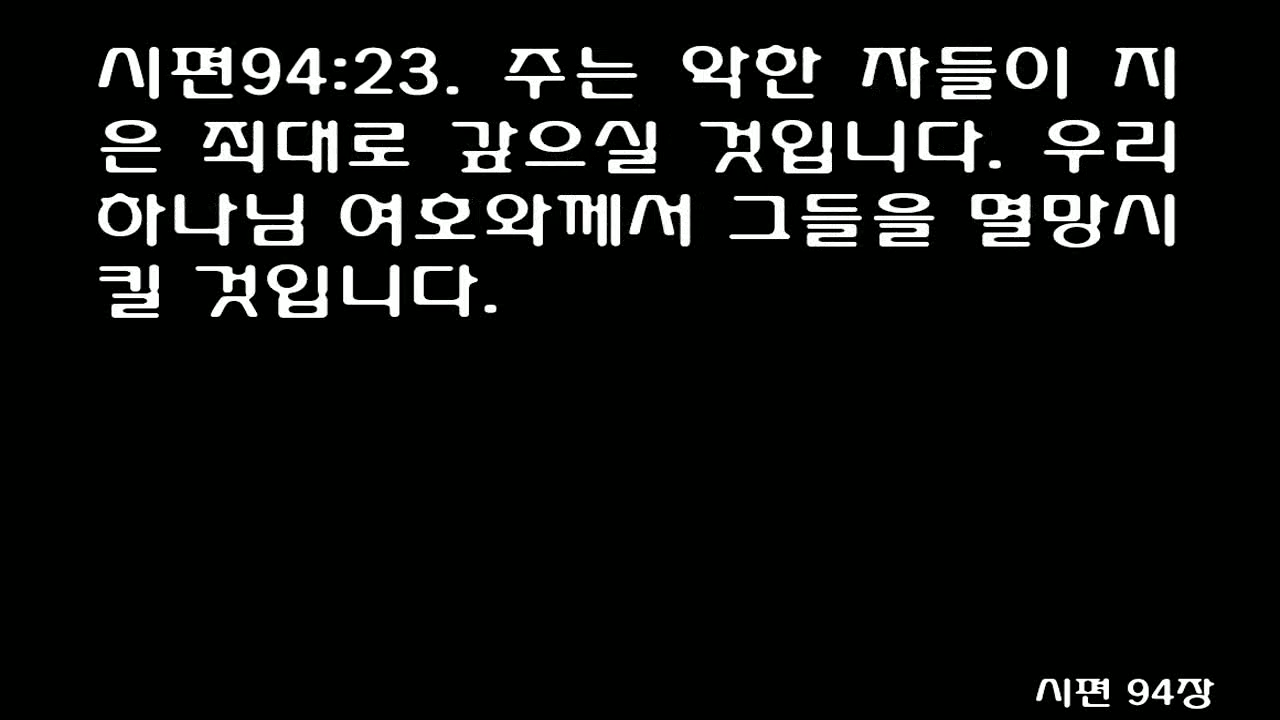 시편94:23. 주는 악한 자들이 지
은 죄대로 갚으실 것입니다. 우리
하나님 여호와께서 그들을 멸망시
킬 것입니다.
시편 94장